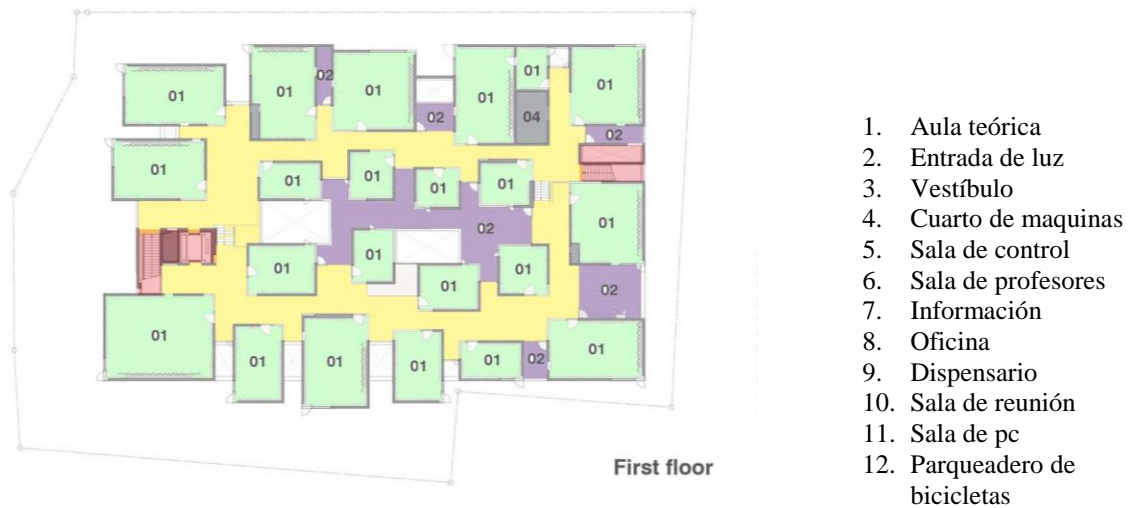 01
01
02
01
01
01
01
02
04
02
01
01
01
01
01
01
02
01
01
01
01
02
01
01
01
01
01
02
01
First floor
1. Aula teórica
2. Entrada de luz
3. Vestíbulo
4. Cuarto de maquinas
5. Sala de control
6. Sala de profesores
7. Información
8. Oficina
9. Dispensario
10. Sala de reunión
11. Sala de pc
12. Parqueadero de
bicicletas